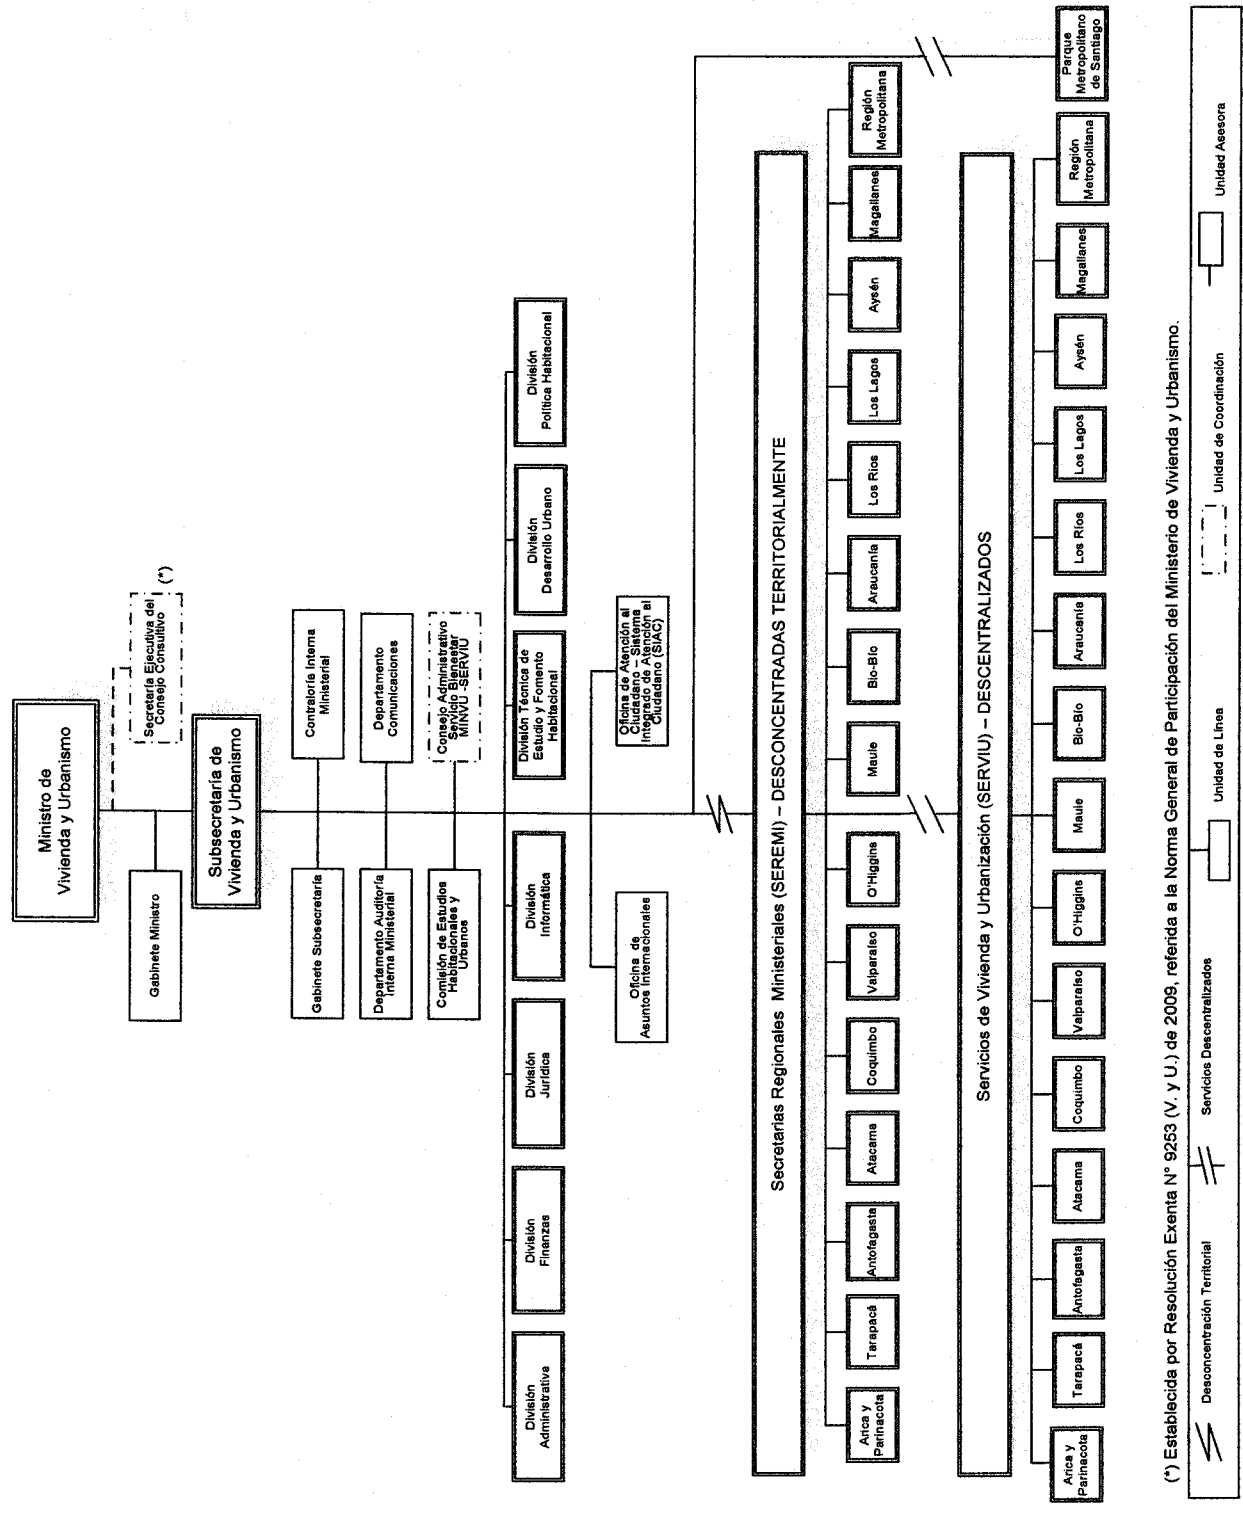 Ministro de
Vivienda y Urbanismo
Secretaría Ejecutiva del
Consejo Consultivo
(*)
Gabinete Ministro
Subsecretaría de
Vivienda y Urbanismo
Gabinete Subsecretaría
Contraloría Interna
Ministerial
Departamento Auditoría
Interna Ministerial
Departamento
Comunicaciones
Comisión de Estudios
Habitacionales y
Urbanos
Consejo Administrativo
Servicio Bienestar
MINVU -SERVIU
División
Administrativa
División
Finanzas
División
Jurídica
División
Informática
División Técnica de
Estudio y Fomento
Habitacional
División
Desarrollo Urbano
División
Política Habitacional
Oficina de
Asuntos Internacionales
Oficina de Atención al
Ciudadano – Sistema
Integrado de Atención al
Ciudadano (SIAC)
Secretarias Regionales Ministeriales (SEREMI) – DESCONCENTRADAS TERRITORIALMENTE
Arica y
Parinacota
Tarapacá
Antofagasta
Atacama
Coquimbo
Valparaíso
O'Higgins
Maule
Bio-Bío
Araucanía
Los Ríos
Los Lagos
Aysén
Magallanes
Región
Metropolitana
Servicios de Vivienda y Urbanización (SERVIU) – DESCENTRALIZADOS
Arica y
Parinacota
Tarapacá
Antofagasta
Atacama
Coquimbo
Valparaíso
O'Higgins
Maule
Bio-Bío
Araucanía
Los Ríos
Los Lagos
Aysén
Magallanes
Región
Metropolitana
Parque
Metropolitano
de Santiago
(*) Establecida por Resolución Exenta N° 9253 (V. y U.) de 2009, referida a la Norma General de Participación del Ministerio de Vivienda y Urbanismo.
Desconcentración Territorial
Servicios Descentralizados
Unidad de Línea
Unidad de Coordinación
Unidad Asesora